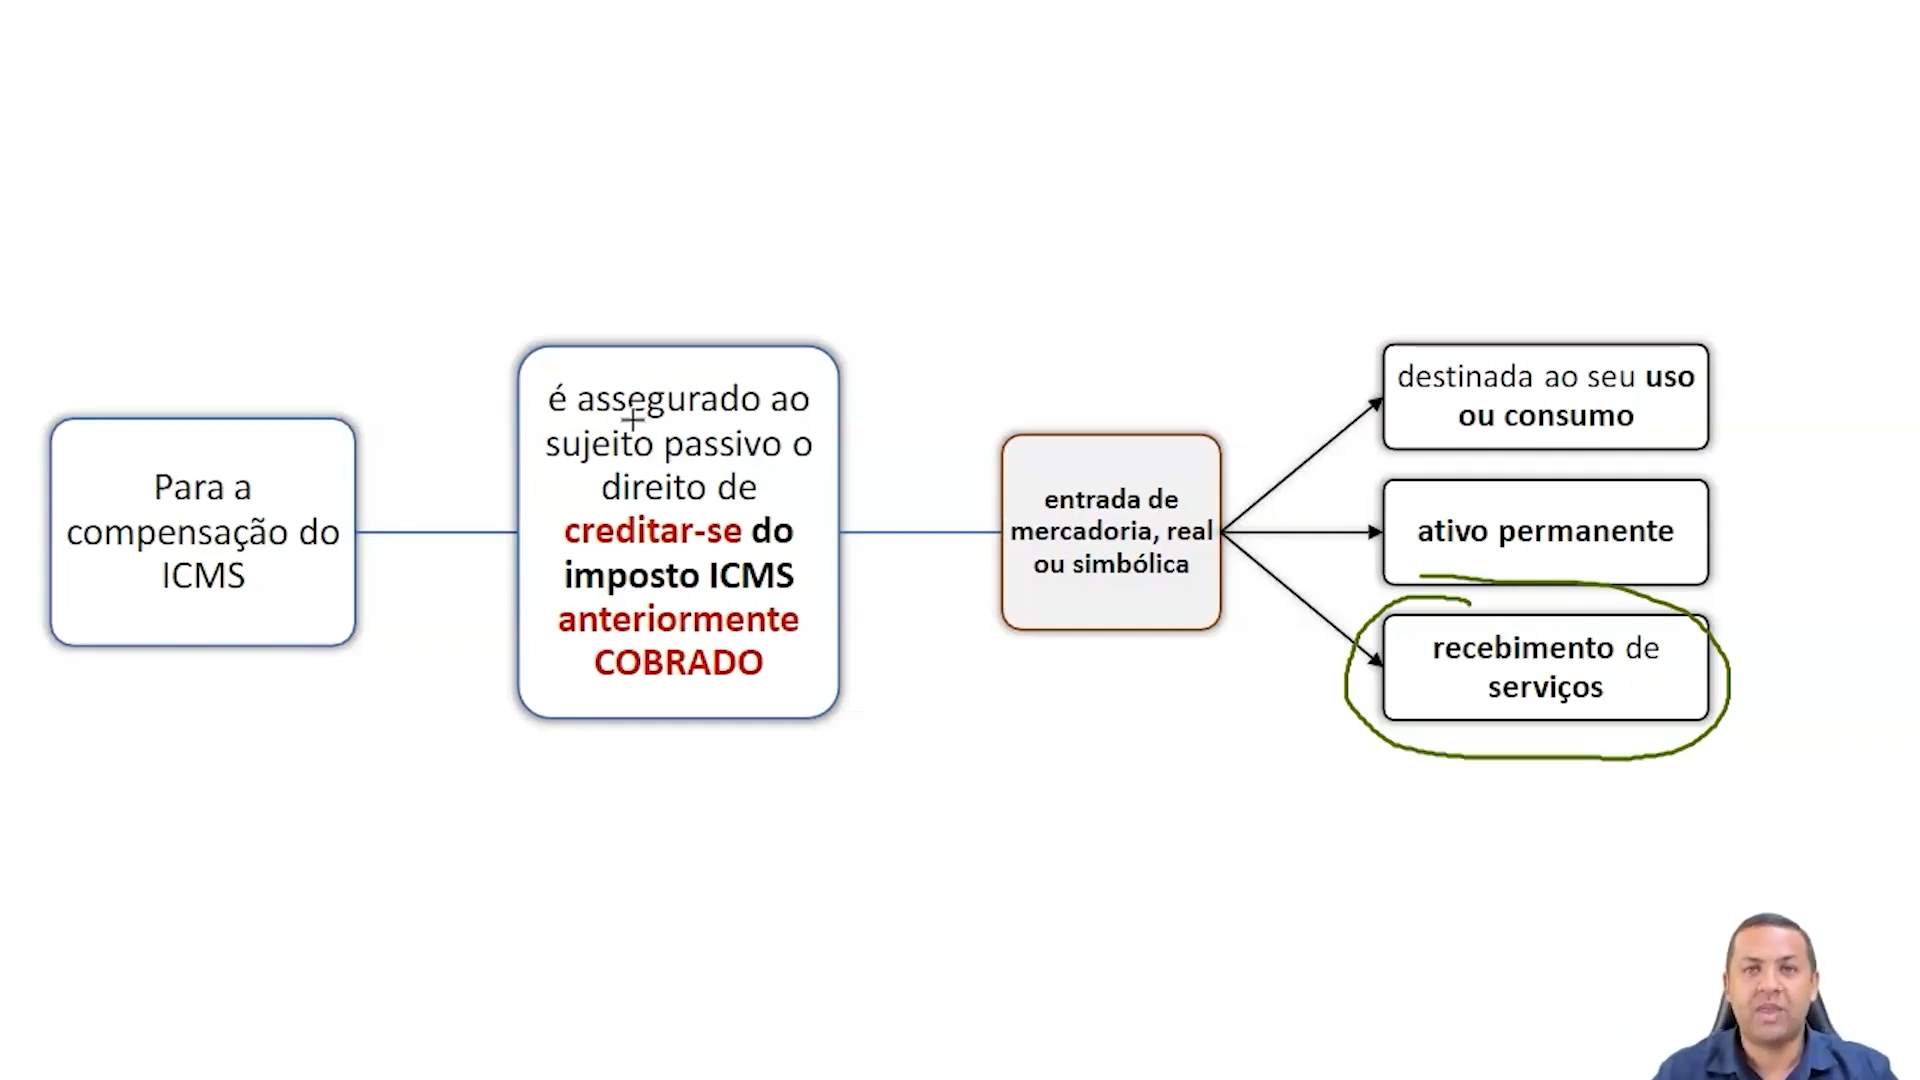 Para a
compensação do
ICMS
é assegurado ao
sujeito passivo o
direito de
creditar-se do
imposto ICMS
anteriormente
COBRADO
entrada de
mercadoria, real
ou simbólica
destinada ao seu uso
ou consumo
ativo permanente
recebimento de
serviços